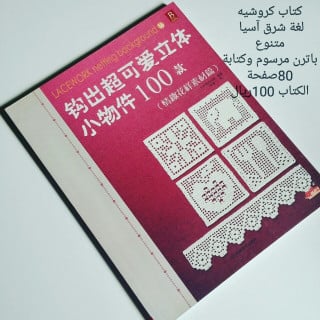 كتاب كروشيه
لغة شرق آسيا
متنوع
باترن مرسوم وكتابة
80صفحة
الكتاب 100ريال
LACEWORK netting background
钩出超可爱立体
小物件100款